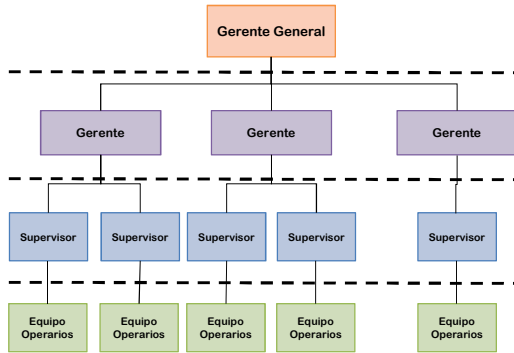 Gerente General
Gerente
Gerente
Gerente
Supervisor
Supervisor
Supervisor
Supervisor
Supervisor
Equipo
Operarios
Equipo
Operarios
Equipo
Operarios
Equipo
Operarios
Equipo
Operarios